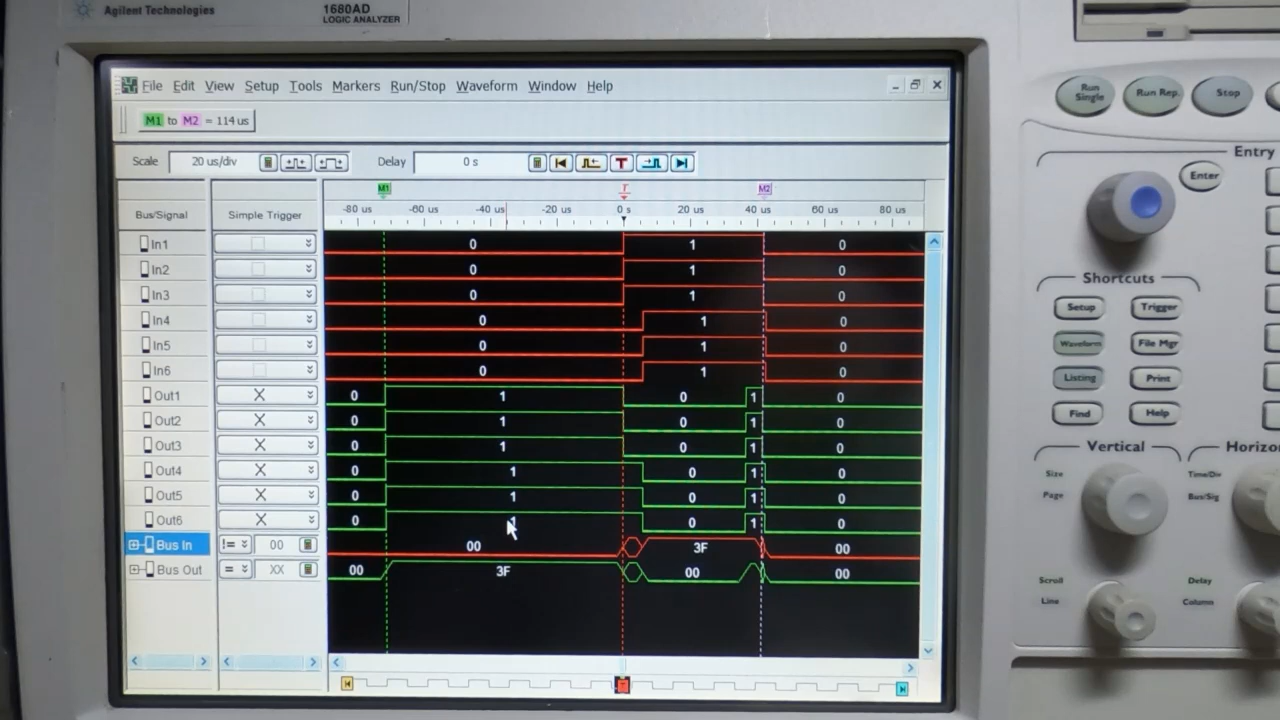 Agilent Technologies
1680AD
LOGIC ANALYZER
File Edit View Setup Tools Markers Run/Stop Waveform Window Help
M1 to M2 = 114 us
Scale 20 us/div Delay 0 s T
M1 T M2
Bus/Signal Simple Trigger -80 us -60 us -40 us -20 us 0 s 20 us 40 us 60 us 80 us
In1 0 1 0
In2 0 1 0
In3 0 1 0
In4 0 1 0
In5 0 1 0
In6 0 1 0
Out1 X 0 1 0 1 0
Out2 X 0 1 0 1 0
Out3 X 0 1 0 1 0
Out4 X 0 1 0 1 0
Out5 X 0 1 0 1 0
Out6 X 0 1 0 1 0
Bus In != 00 00 3F 00
Bus Out = XX 00 3F 00 00
Run Single
Run Rep.
Stop
Entry
Enter
Shortcuts
Setup Trigger
Waveform File Mgr
Listing Print
Find Help
Vertical
Size
Page
Time/Div
Bus/Sig
Scroll
Line
Delay
Column